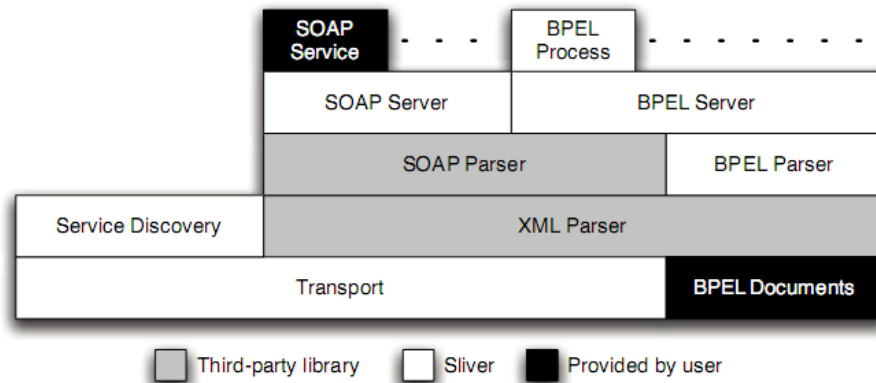 SOAP
Service
BPEL
Process
SOAP Server
BPEL Server
SOAP Parser
BPEL Parser
Service Discovery
XML Parser
Transport
BPEL Documents
Third-party library
Sliver
Provided by user